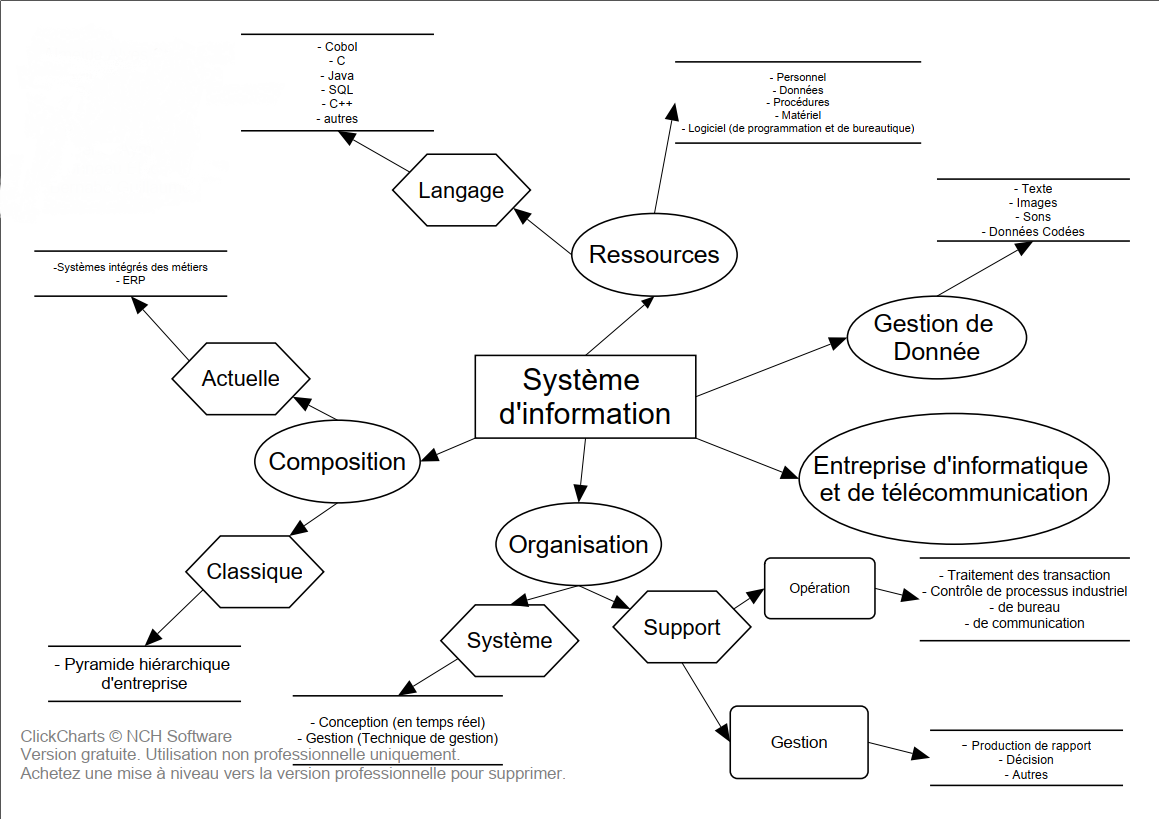 - Cobol
- C
- Java
- SQL
- C++
- autres
- Personnel
- Données
- Procédures
- Matériel
- Logiciel (de programmation et de bureautique)
Langage
- Texte
- Images
- Sons
- Données Codées
Ressources
-Systèmes intégrés des métiers
- ERP
Gestion de
Donnée
Actuelle
Système
d'information
Composition
Entreprise d'informatique
et de télécommunication
Organisation
Classique
Opération
- Traitement des transaction
- Contrôle de processus industriel
- de bureau
- de communication
Système
Support
- Pyramide hiérarchique
d'entreprise
- Conception (en temps réel)
- Gestion (Technique de gestion)
Gestion
- Production de rapport
- Décision
- Autres
ClickCharts © NCH Software
Version gratuite. Utilisation non professionnelle uniquement.
Achetez une mise à niveau vers la version professionnelle pour supprimer.